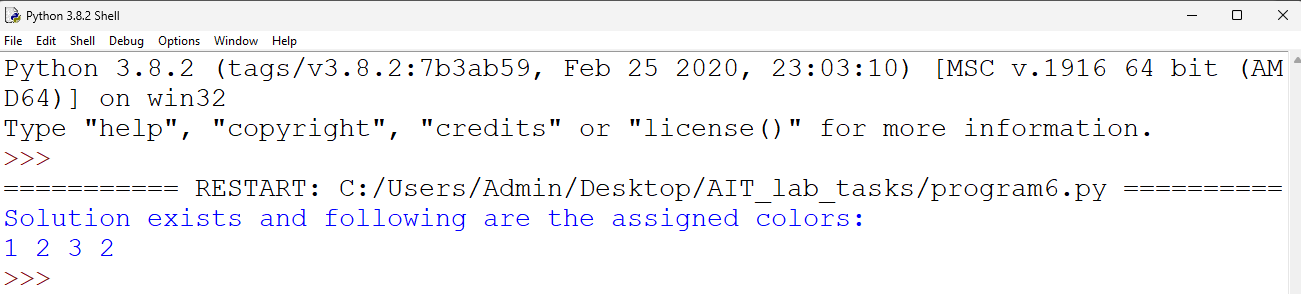 Python 3.8.2 Shell
File Edit Shell Debug Options Window Help
Python 3.8.2 (tags/v3.8.2:7b3ab59, Feb 25 2020, 23:03:10) [MSC v.1916 64 bit (AM
D64)] on win32
Type "help", "copyright", "credits" or "license()" for more information.
>>>
=========== RESTART: C:/Users/Admin/Desktop/AIT_lab_tasks/program6.py ==========
Solution exists and following are the assigned colors:
1 2 3 2
>>>